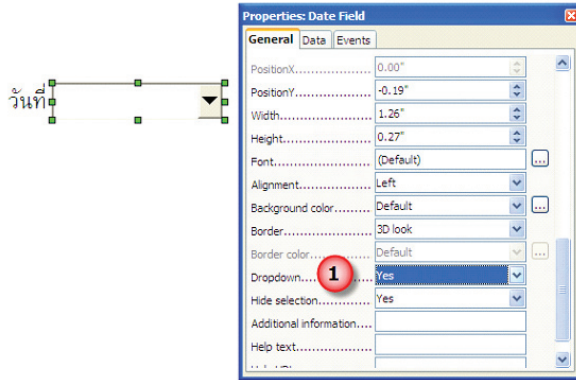 วันที่
Properties: Date Field
General Data Events
PositionX.................... 0.00"
PositionY.................... -0.19"
Width.......................... 1.26"
Height......................... 0.27"
Font............................ (Default) ...
Alignment.................... Left
Background color......... Default ...
Border......................... 3D look
Border color................ Default ...
Dropdown.................... Yes
1
Hide selection.............. Yes
Additional information....
Help text.....................